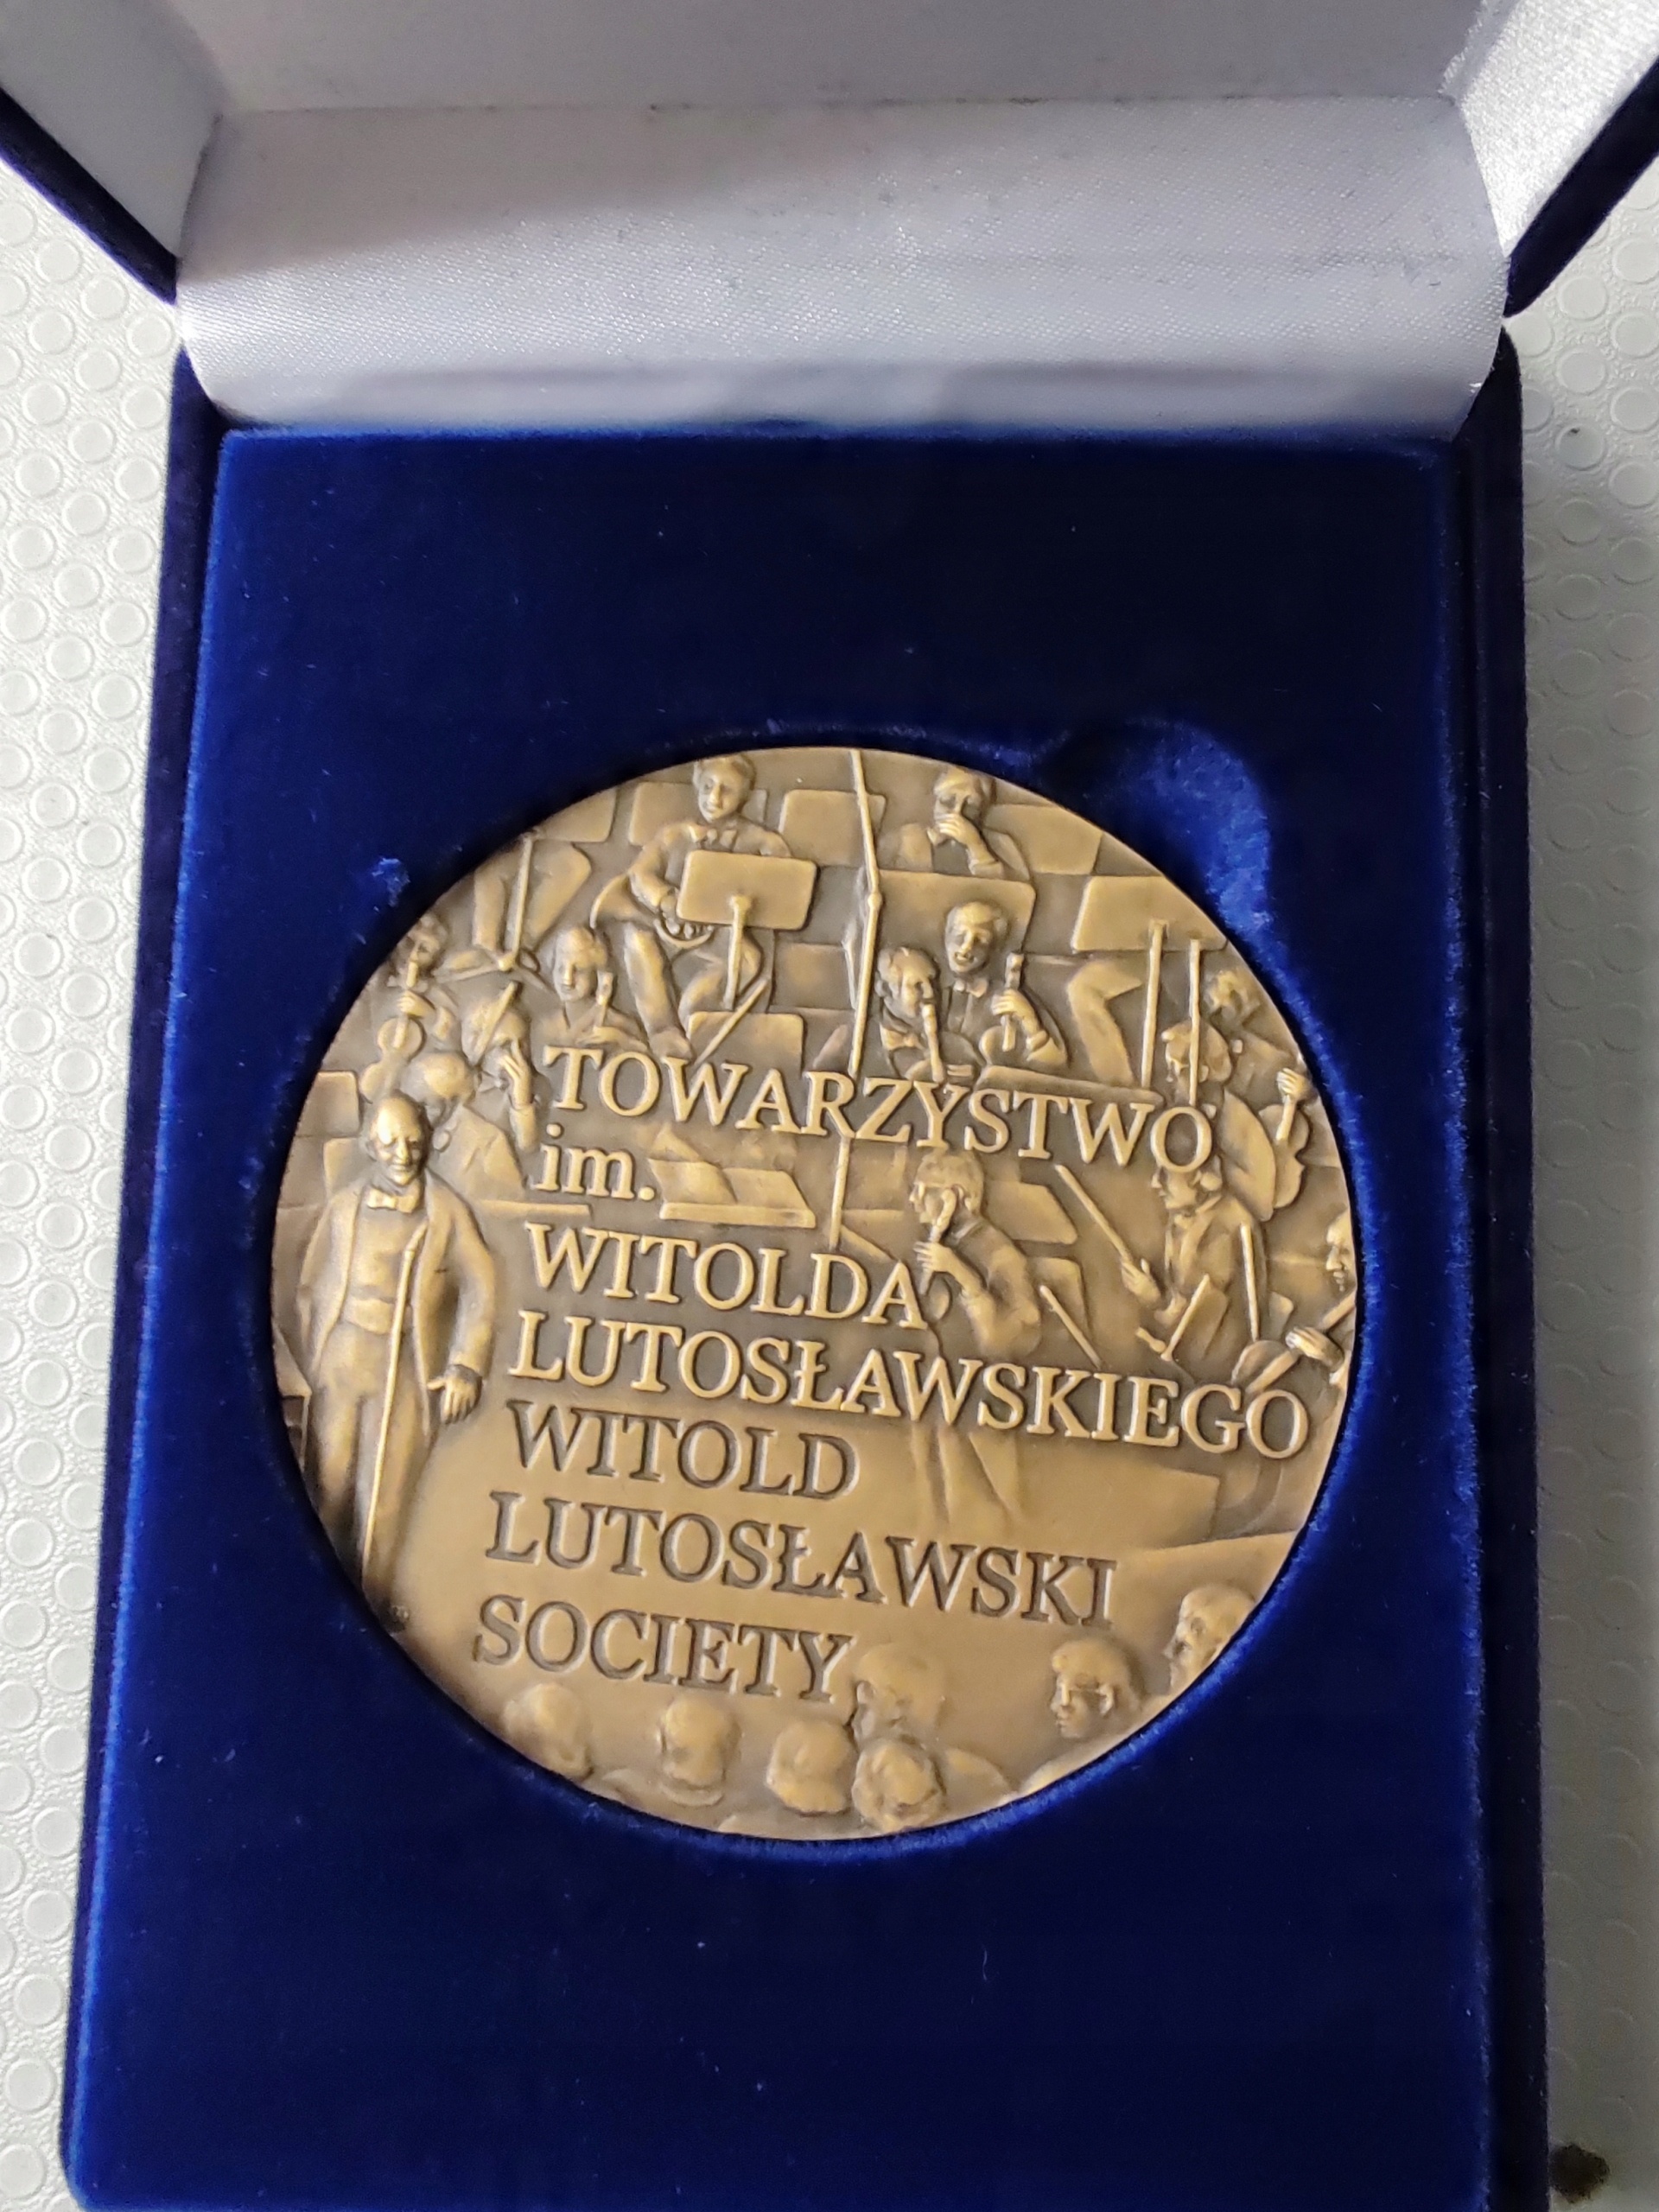 TOWARZYSTWO
im.
WITOLDA
LUTOSŁAWSKIEGO
WITOLD
LUTOSŁAWSKI
SOCIETY